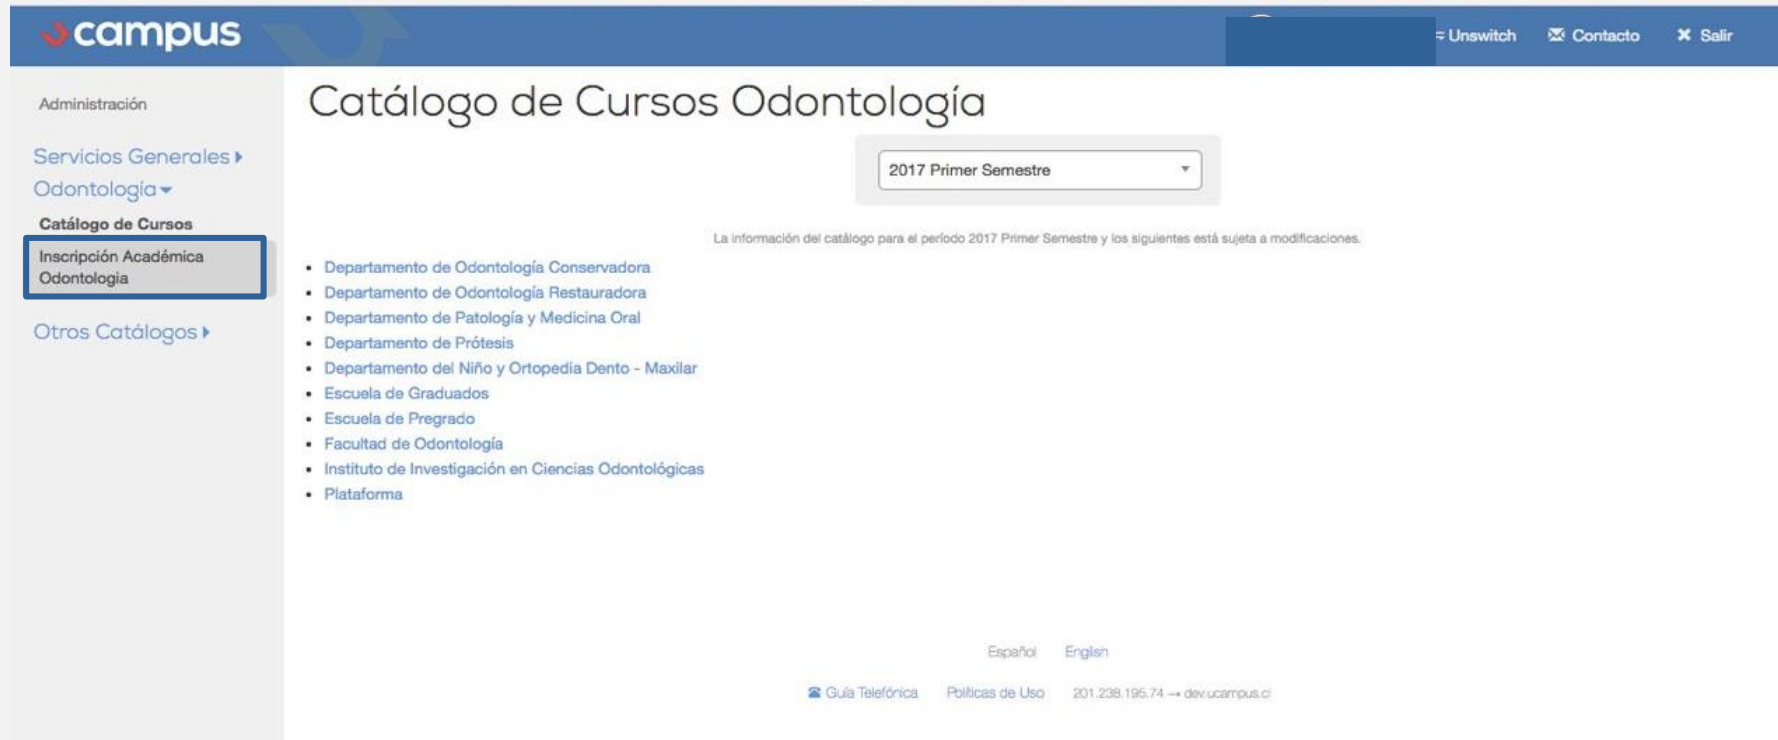 campus
Unswitch Contacto Salir
Administración
Servicios Generales
Odontología
Catálogo de Cursos
Inscripción Académica
Odontologia
Otros Catálogos
Catálogo de Cursos Odontología
2017 Primer Semestre
La información del catálogo para el período 2017 Primer Semestre y los siguientes está sujeta a modificaciones.
• Departamento de Odontología Conservadora
• Departamento de Odontología Restauradora
• Departamento de Patología y Medicina Oral
• Departamento de Prótesis
• Departamento del Niño y Ortopedia Dento - Maxilar
• Escuela de Graduados
• Escuela de Pregrado
• Facultad de Odontología
• Instituto de Investigación en Ciencias Odontológicas
• Plataforma
Español English
Guía Telefónica Políticas de Uso 201.238.195.74 → dev.ucampus.cl